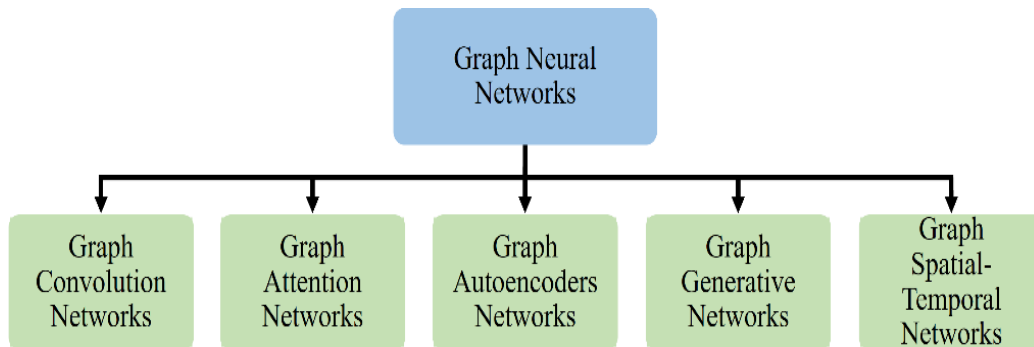 Graph Neural
Networks
Graph
Convolution
Networks
Graph
Attention
Networks
Graph
Autoencoders
Networks
Graph
Generative
Networks
Graph
Spatial-
Temporal
Networks